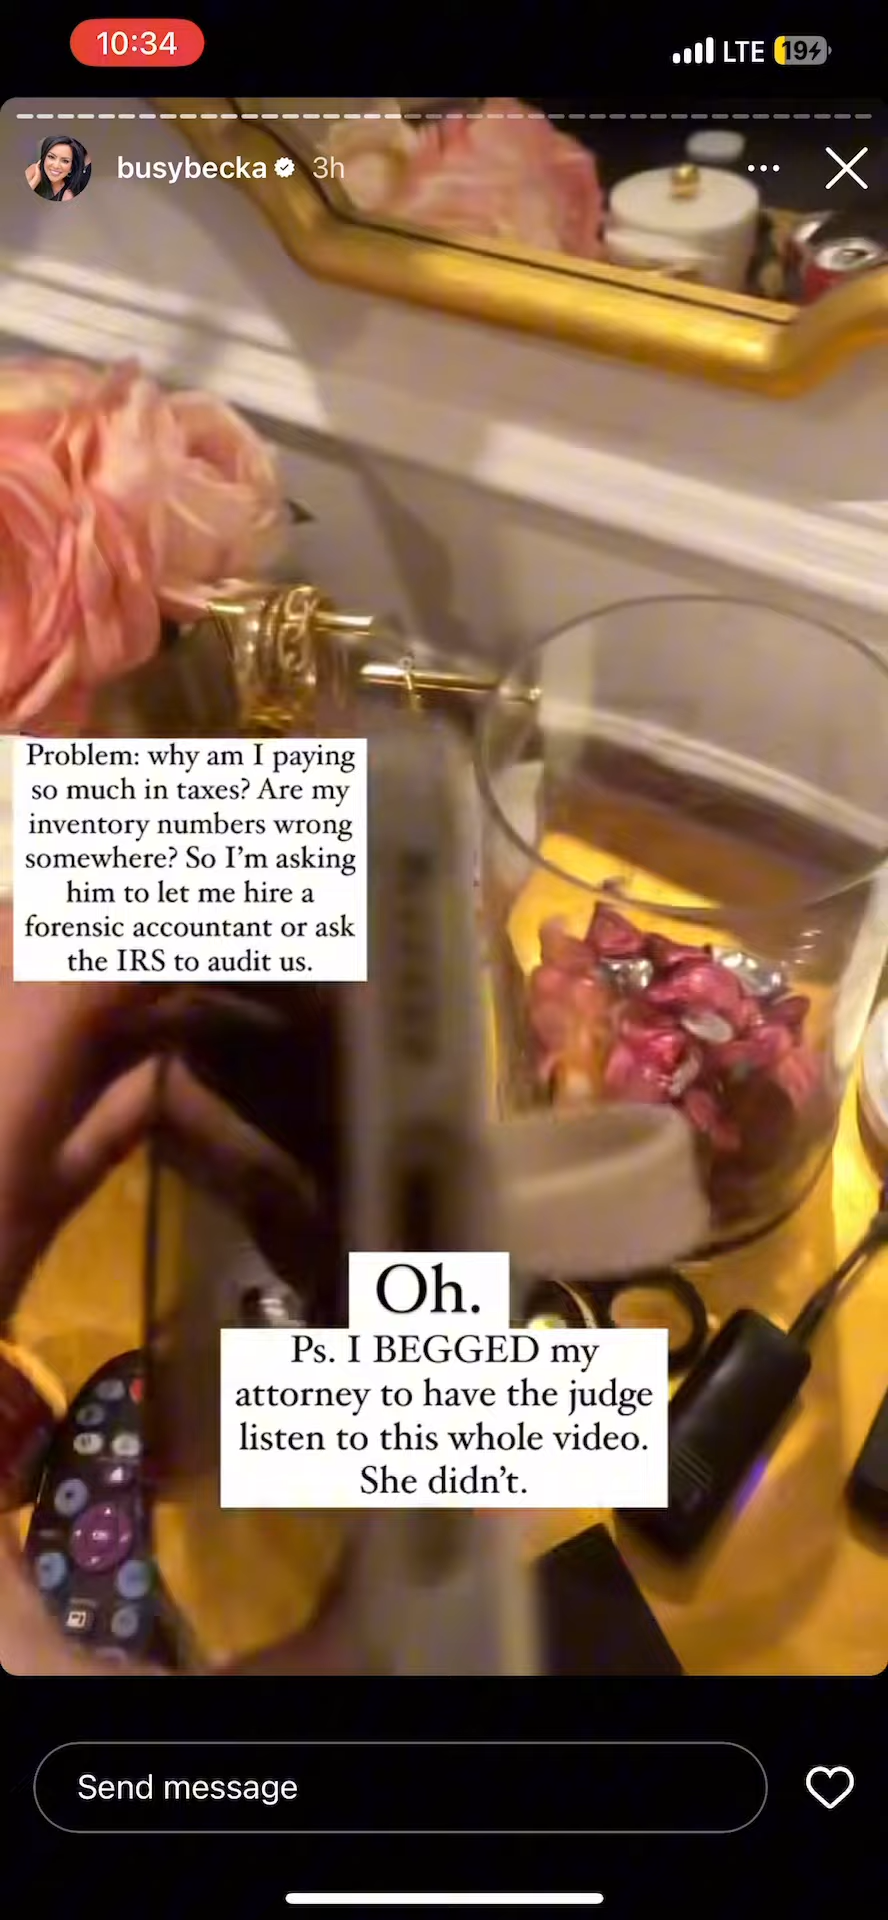 10:34
LTE 19
busybecka 3h
Problem: why am I paying
so much in taxes? Are my
inventory numbers wrong
somewhere? So I'm asking
him to let me hire a
forensic accountant or ask
the IRS to audit us.
Oh.
Ps. I BEGGED my
attorney to have the judge
listen to this whole video.
She didn't.
Send message